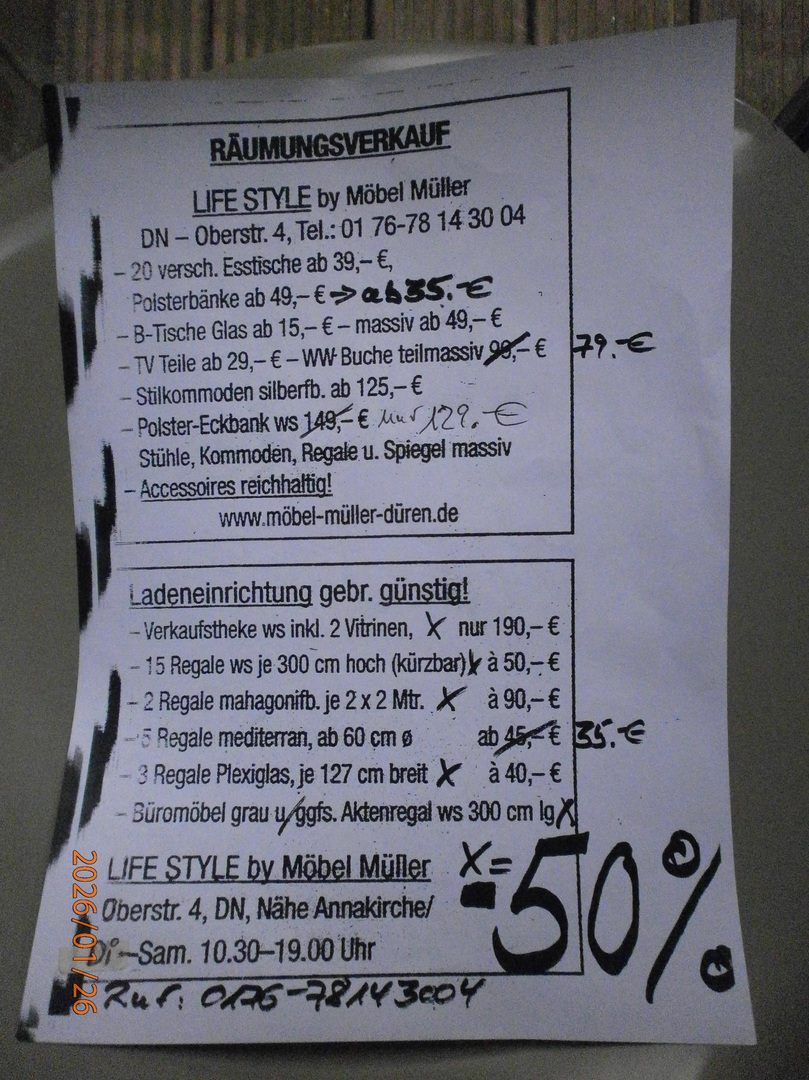 RÄUMUNGSVERKAUF
LIFE STYLE by Möbel Müller
DN – Oberstr. 4, Tel.: 01 76-78 14 30 04
– 20 versch. Esstische ab 39,– €,
Polsterbänke ab 49,– € → ab 35.-€
– B-Tische Glas ab 15,– € – massiv ab 49,– €
– TV Teile ab 29,– € – WW-Buche teilmassiv 99,– € 79.-€
– Stilkommoden silberfb. ab 125,– €
– Polster-Eckbank ws 149,– € nur 129.-€
Stühle, Kommoden, Regale u. Spiegel massiv
– Accessoires reichhaltig!
www.möbel-müller-düren.de
Ladeneinrichtung gebr. günstig!
– Verkaufstheke ws inkl. 2 Vitrinen, X nur 190,– €
– 15 Regale ws je 300 cm hoch (kürzbar) X à 50,– €
– 2 Regale mahagonifb. je 2 x 2 Mtr. X à 90,– €
– 5 Regale mediterran, ab 60 cm ø ab 45,– € 35.-€
– 3 Regale Plexiglas, je 127 cm breit X à 40,– €
– Büromöbel grau u/ggfs. Aktenregal ws 300 cm lg X
LIFE STYLE by Möbel Müller X = -50%
Oberstr. 4, DN, Nähe Annakirche/
Di–Sam. 10.30–19.00 Uhr
Ruf: 0176-78143004
2026/01/26